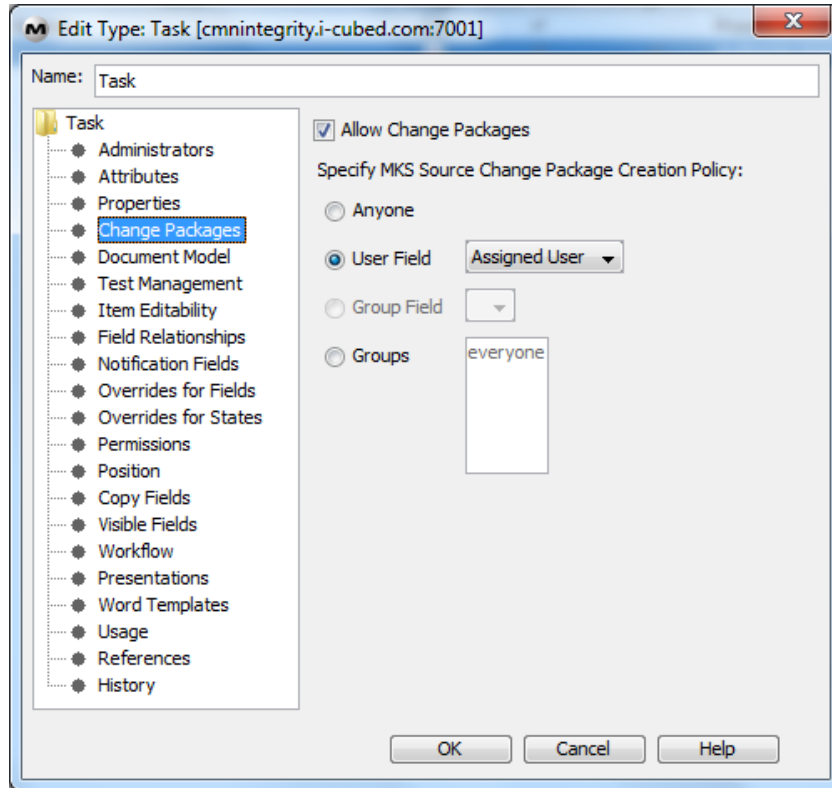 Edit Type: Task [cmnintegrity.i-cubed.com:7001]
Name: Task
Task
Administrators
Attributes
Properties
Change Packages
Document Model
Test Management
Item Editability
Field Relationships
Notification Fields
Overrides for Fields
Overrides for States
Permissions
Position
Copy Fields
Visible Fields
Workflow
Presentations
Word Templates
Usage
References
History
Allow Change Packages
Specify MKS Source Change Package Creation Policy:
Anyone
User Field Assigned User
Group Field
Groups everyone
OK Cancel Help